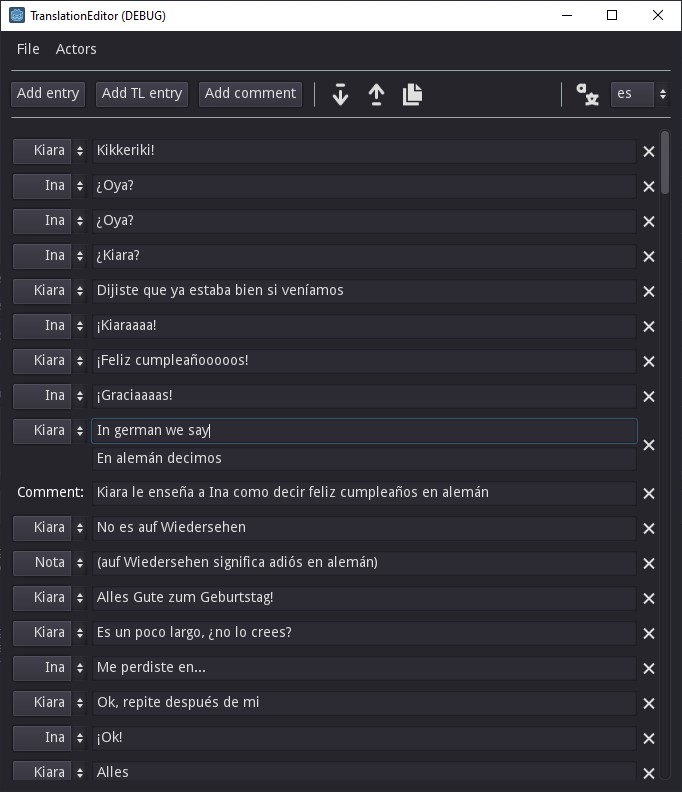 TranslationEditor (DEBUG)
File Actors
Add entry Add TL entry Add comment es
Kiara Kikkeriki!
Ina ¿Oya?
Ina ¿Oya?
Ina ¿Kiara?
Kiara Dijiste que ya estaba bien si veníamos
Ina ¡Kiaraaaa!
Kiara ¡Feliz cumpleañooooos!
Ina ¡Graciaaaas!
Kiara In german we say
En alemán decimos
Comment: Kiara le enseña a Ina como decir feliz cumpleaños en alemán
Kiara No es auf Wiedersehen
Nota (auf Wiedersehen significa adiós en alemán)
Kiara Alles Gute zum Geburtstag!
Kiara Es un poco largo, ¿no lo crees?
Ina Me perdiste en...
Kiara Ok, repite después de mi
Ina ¡Ok!
Kiara Alles